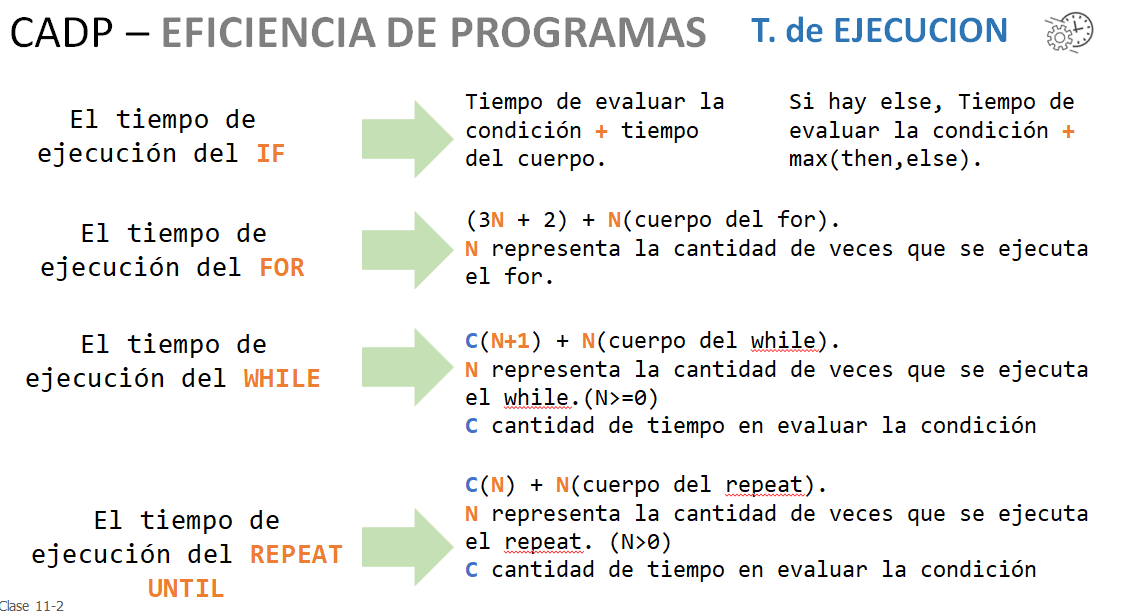 CADP – EFICIENCIA DE PROGRAMAS
T. de EJECUCION
El tiempo de
ejecución del IF
Tiempo de evaluar la
condición + tiempo
del cuerpo.
Si hay else, Tiempo de
evaluar la condición +
max(then,else).
El tiempo de
ejecución del FOR
(3N + 2) + N(cuerpo del for).
N representa la cantidad de veces que se ejecuta
el for.
El tiempo de
ejecución del WHILE
C(N+1) + N(cuerpo del while).
N representa la cantidad de veces que se ejecuta
el while.(N>=0)
C cantidad de tiempo en evaluar la condición
El tiempo de
ejecución del REPEAT
UNTIL
C(N) + N(cuerpo del repeat).
N representa la cantidad de veces que se ejecuta
el repeat. (N>0)
C cantidad de tiempo en evaluar la condición
Clase 11-2